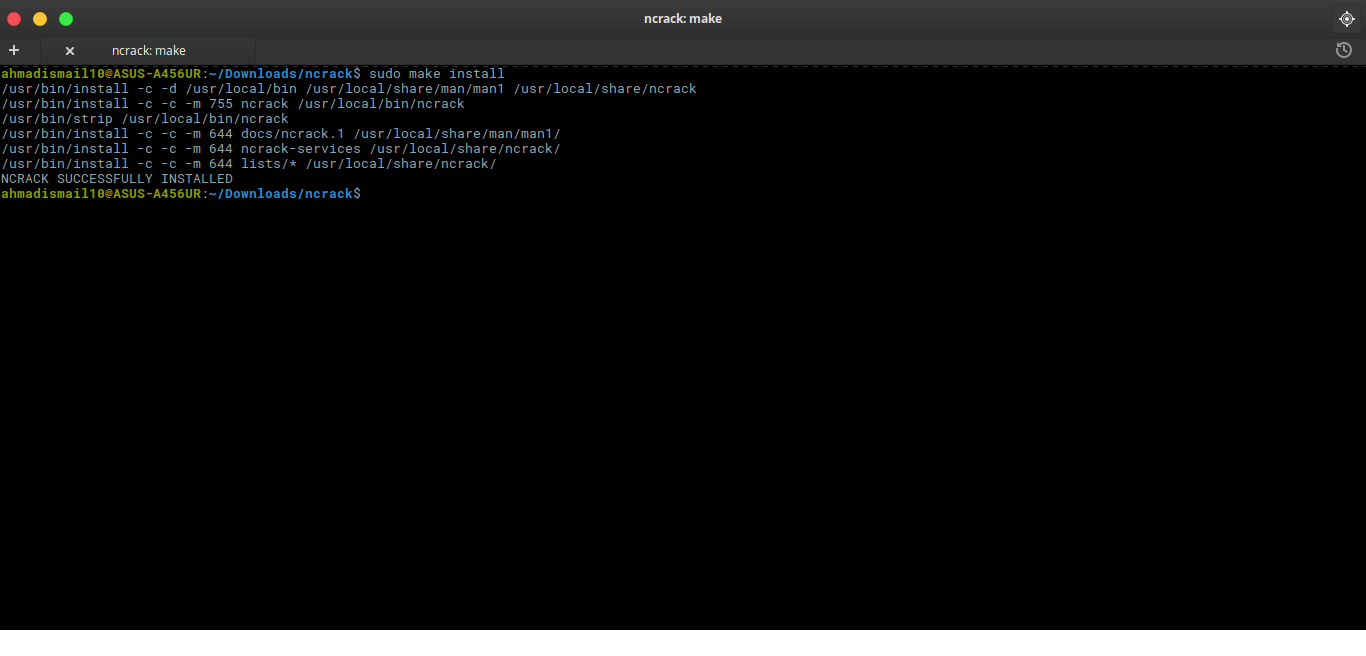 ncrack: make
ncrack: make
ahmadismail10@ASUS-A456UR:~/Downloads/ncrack$ sudo make install
/usr/bin/install -c -d /usr/local/bin /usr/local/share/man/man1 /usr/local/share/ncrack
/usr/bin/install -c -c -m 755 ncrack /usr/local/bin/ncrack
/usr/bin/strip /usr/local/bin/ncrack
/usr/bin/install -c -c -m 644 docs/ncrack.1 /usr/local/share/man/man1/
/usr/bin/install -c -c -m 644 ncrack-services /usr/local/share/ncrack/
/usr/bin/install -c -c -m 644 lists/* /usr/local/share/ncrack/
NCRACK SUCCESSFULLY INSTALLED
ahmadismail10@ASUS-A456UR:~/Downloads/ncrack$